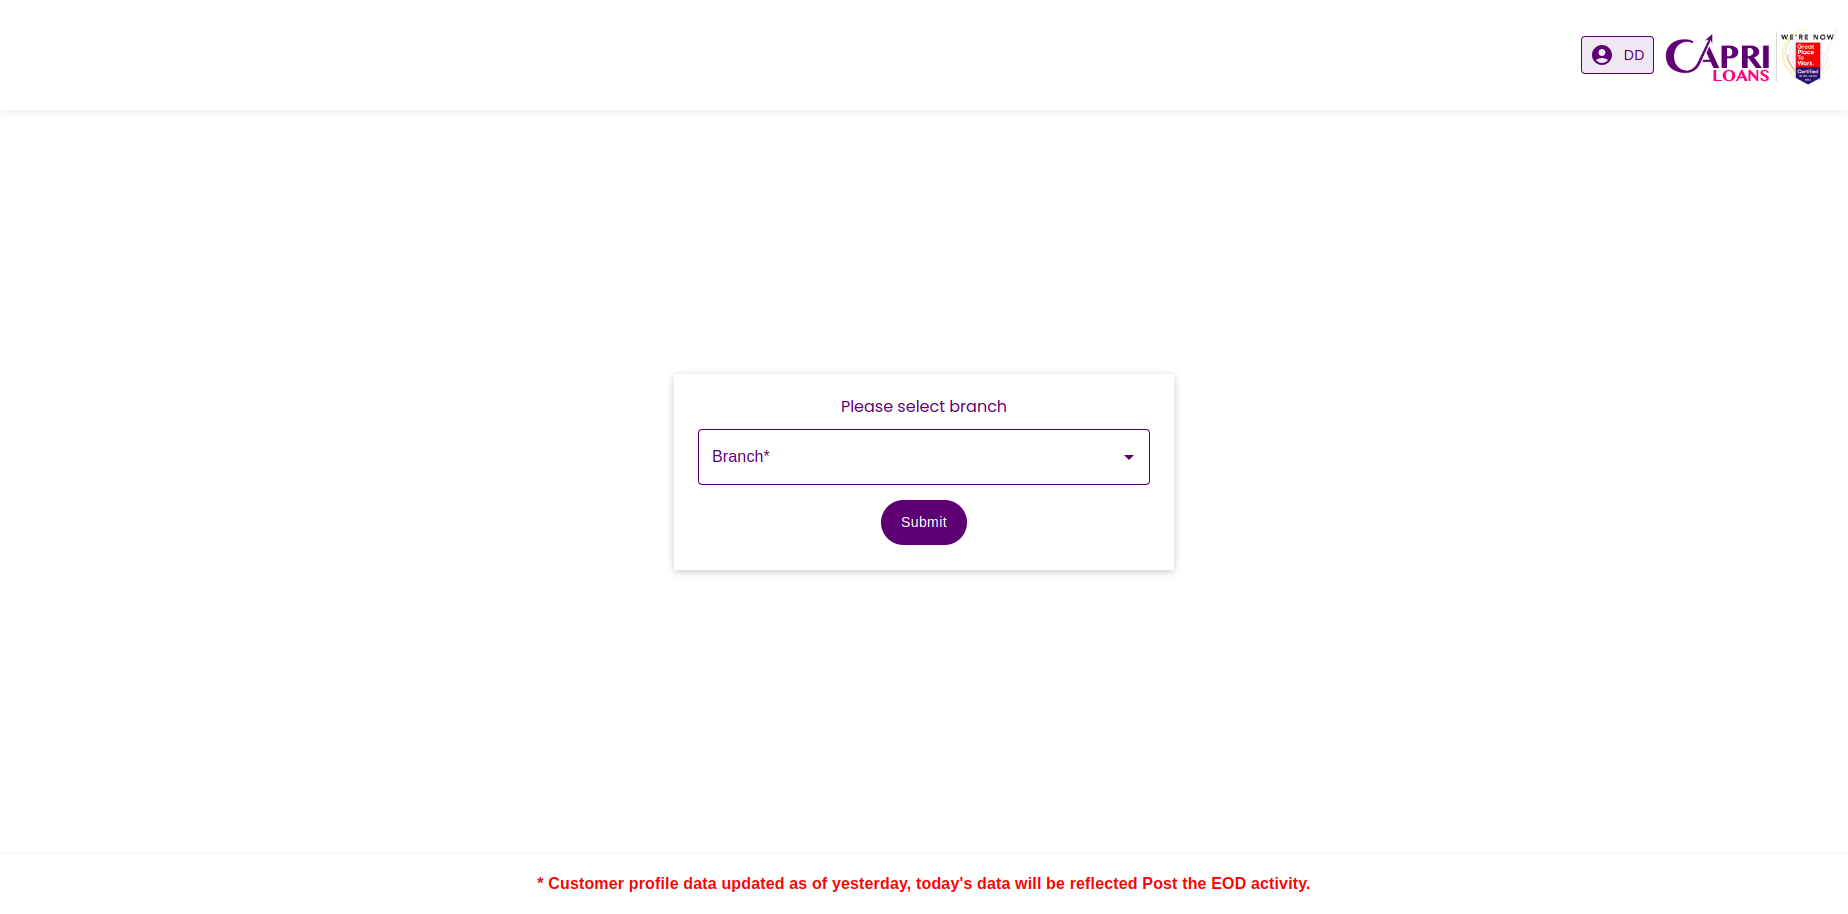 DD
CAPRI
LOANS
WE'RE NOW
Great
Place
To
Work.
Certified
Please select branch
Branch*
Submit
* Customer profile data updated as of yesterday, today's data will be reflected Post the EOD activity.